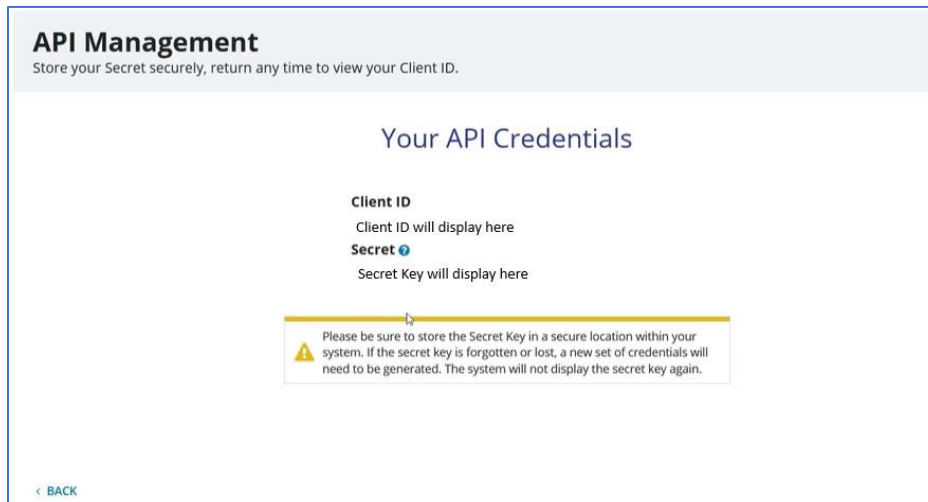 API Management
Store your Secret securely, return any time to view your Client ID.
Your API Credentials
Client ID
Client ID will display here
Secret ?
Secret Key will display here
Please be sure to store the Secret Key in a secure location within your
system. If the secret key is forgotten or lost, a new set of credentials will
need to be generated. The system will not display the secret key again.
< BACK